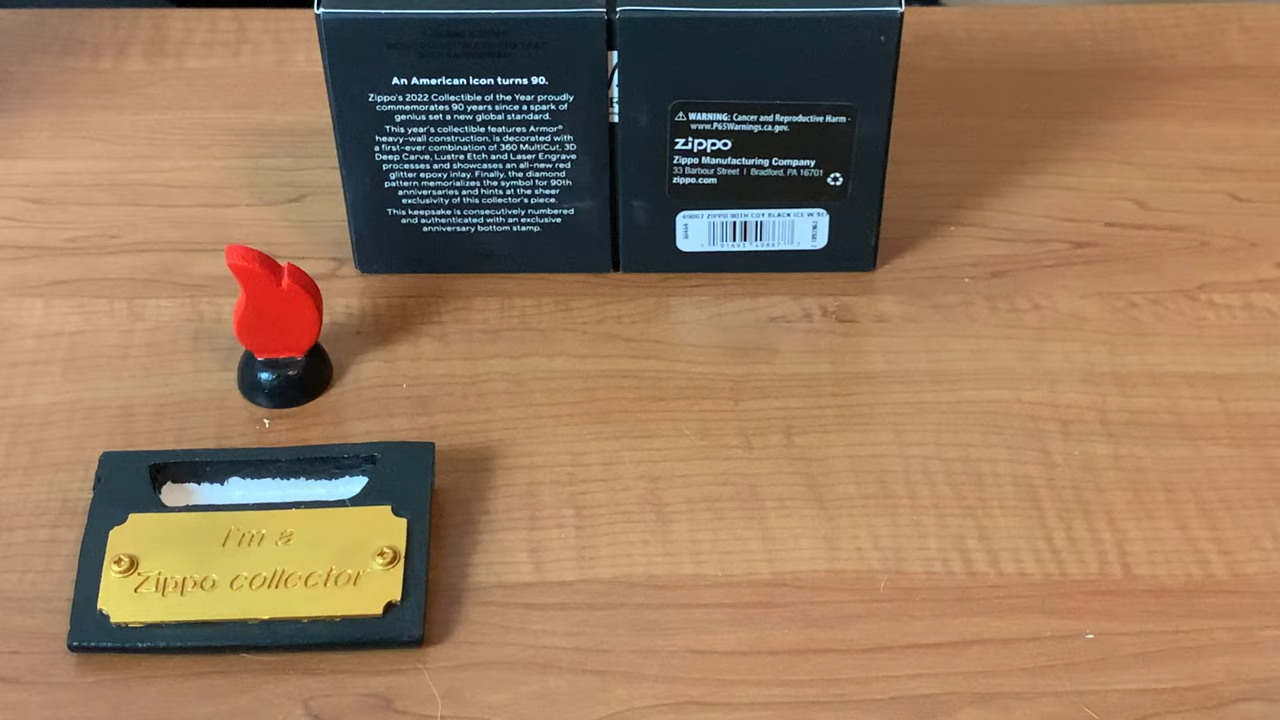 An American Icon turns 90.
Zippo's 2022 Collectible of the Year proudly
commemorates 90 years since a spark of
genius set a new global standard.
This year's collectible features Armor®
heavy-wall construction, is decorated with
a first-ever combination of 360 MultiCut, 3D
Deep Carve, Lustre Etch and Laser Engrave
processes and showcases an all-new red
glitter epoxy inlay. Finally, the diamond
pattern memorializes the symbol for 90th
anniversaries and hints at the sheer
exclusivity of this collector's piece.
This keepsake is consecutively numbered
and authenticated with an exclusive
anniversary bottom stamp.
⚠ WARNING: Cancer and Reproductive Harm -
www.P65Warnings.ca.gov.
zippo
Zippo Manufacturing Company
33 Barbour Street | Bradford, PA 16701
zippo.com
49867 ZIPPO 90TH COY BLACK ICE W
I'm a
Zippo collector